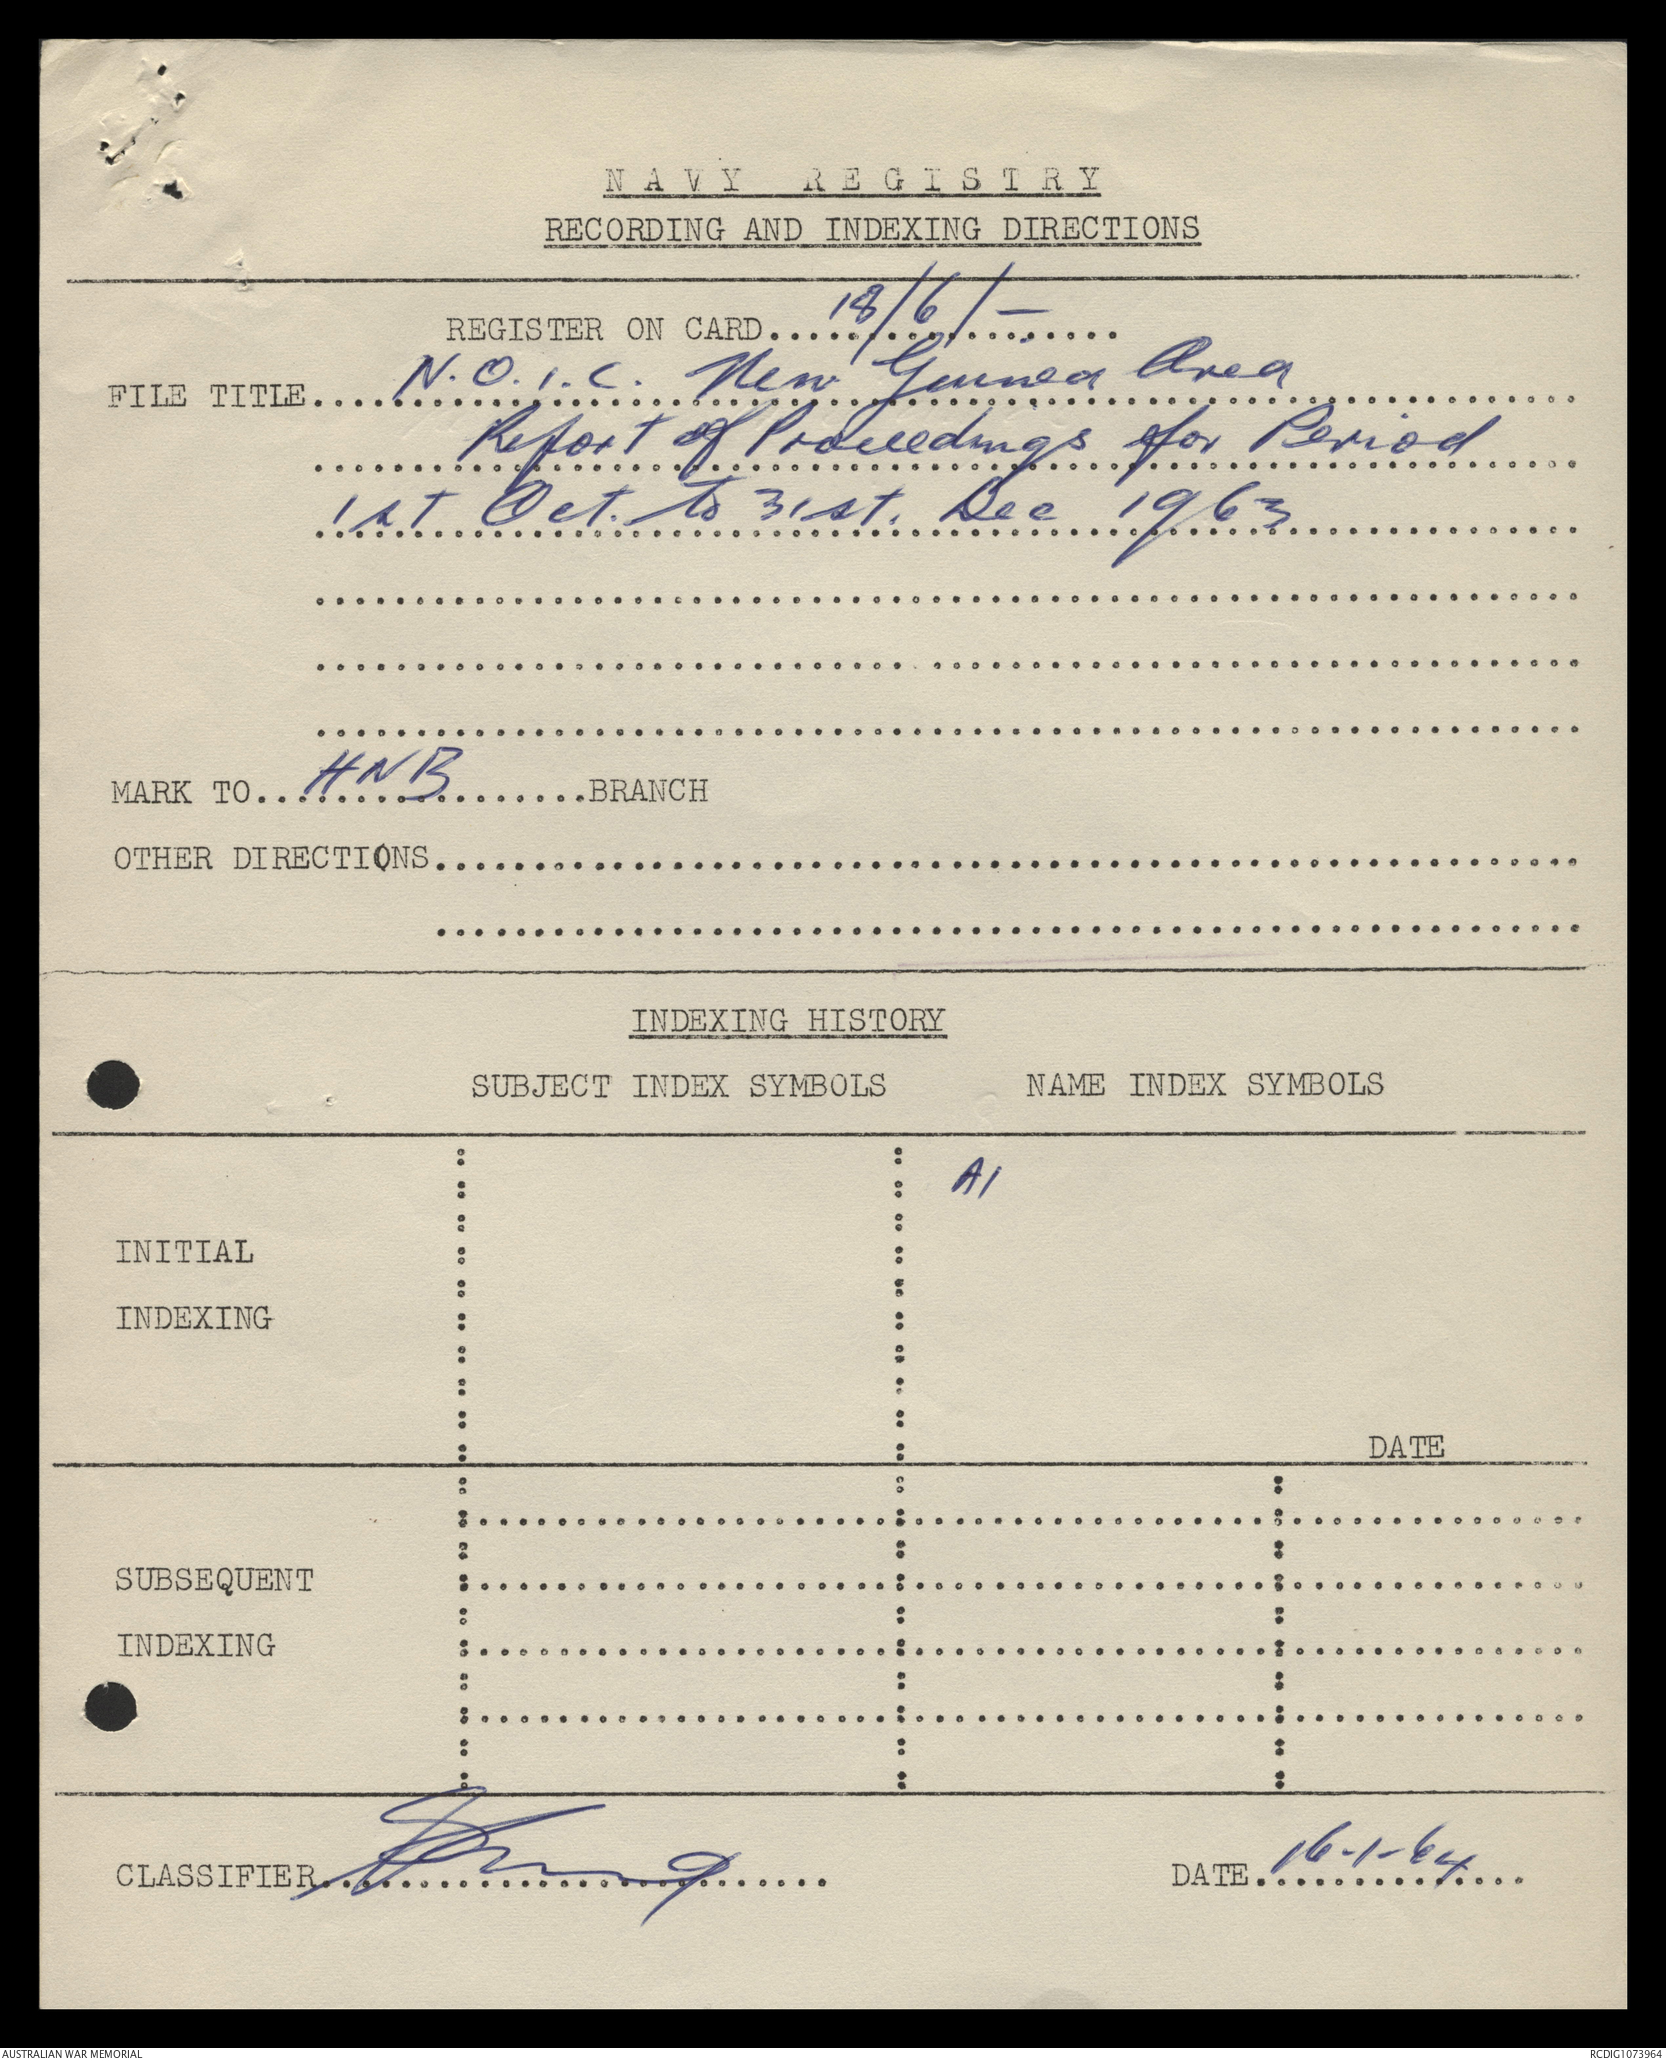 NAVY REGISTRY
RECORDING AND INDEXING DIRECTIONS
REGISTER ON CARD 18/6/-
FILE TITLE N.O.I.C. New Guinea Area
Report of Proceedings for Period
1st Oct. to 31st. Dec 1963
MARK TO HNB BRANCH
OTHER DIRECTIONS
INDEXING HISTORY
SUBJECT INDEX SYMBOLS NAME INDEX SYMBOLS
A1
INITIAL
INDEXING
DATE
SUBSEQUENT
INDEXING
CLASSIFIER DATE 16-1-64
AUSTRALIAN WAR MEMORIAL RCDIG1073964